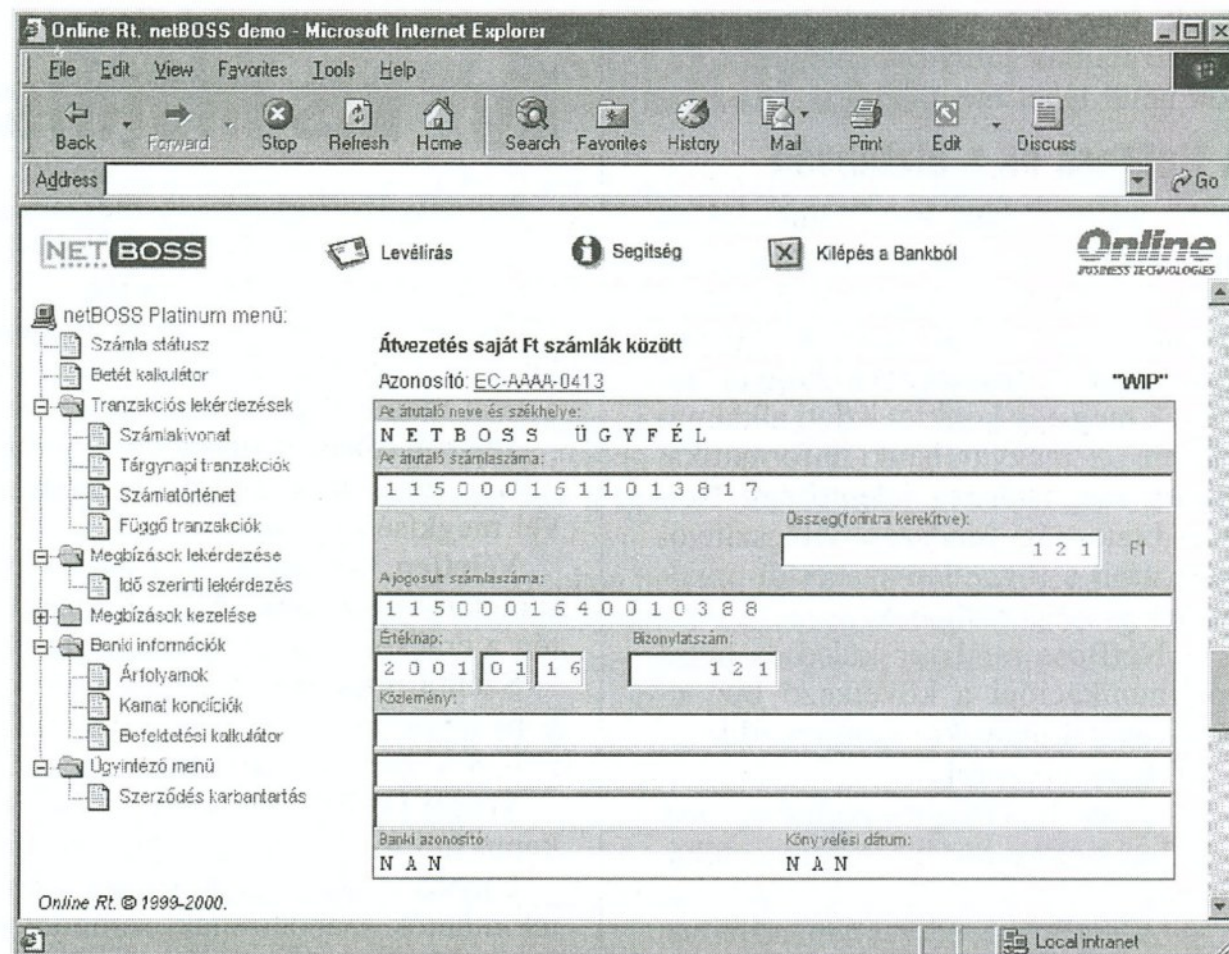 Online Rt. netBOSS demo - Microsoft Internet Explorer
File Edit View Favorites Tools Help
Back Forward Stop Refresh Home Search Favorites History Mail Print Edit Discuss
Address Go
NETBOSS Levélírás Segítség Kilépés a Bankból Online
BUSINESS TECHNOLOGIES
netBOSS Platinum menü:
Számla státusz
Betét kalkulátor
Tranzakciós lekérdezések
Számlakivonat
Tárgynapi tranzakciók
Számlatörténet
Függő tranzakciók
Megbízások lekérdezése
Idő szerinti lekérdezés
Megbízások kezelése
Banki információk
Árfolyamok
Kamat kondíciók
Befektetési kalkulátor
Ügyintéző menü
Szerződés karbantartás
Online Rt. © 1999-2000.
Átvezetés saját Ft számlák között
Azonosító: EC-AAAA-0413 "WIP"
Az átutaló neve és székhelye:
NETBOSS ÜGYFÉL
Az átutaló számlaszáma:
1150001611013817
Összeg(forintra kerekítve):
121 Ft
A jogosult számlaszáma:
1150001640010388
Értéknap: Bizonylatszám:
2001 01 16 121
Közlemény:
Banki azonosító: Könyvelési dátum:
NAN NAN
Local intranet